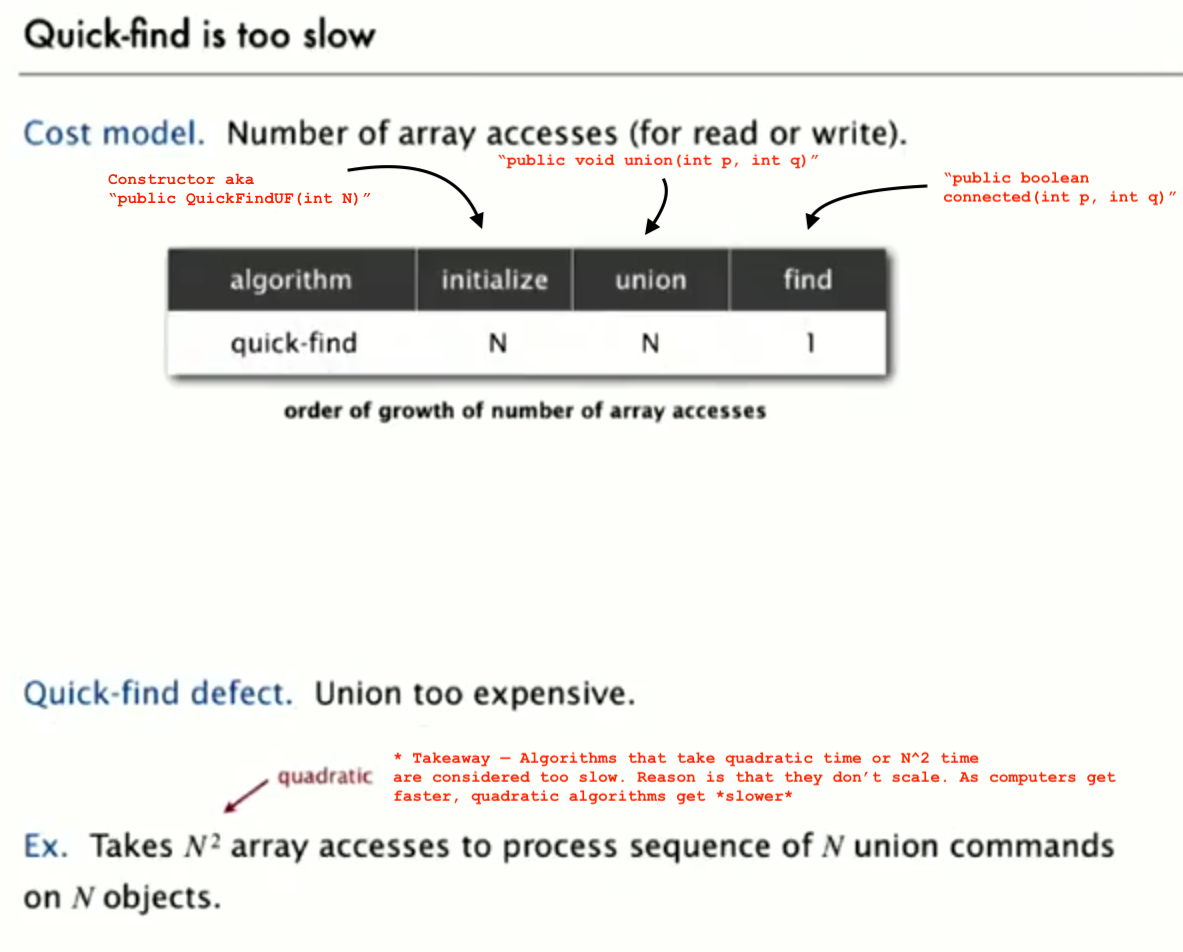 Quick-find is too slow
Cost model. Number of array accesses (for read or write).
“public void union(int p, int q)”
Constructor aka
“public QuickFindUF(int N)”
“public boolean
connected(int p, int q)”
algorithm initialize union find
quick-find N N 1
order of growth of number of array accesses
Quick-find defect. Union too expensive.
quadratic
* Takeaway — Algorithms that take quadratic time or N^2 time
are considered too slow. Reason is that they don’t scale. As computers get
faster, quadratic algorithms get *slower*
Ex. Takes N² array accesses to process sequence of N union commands
on N objects.